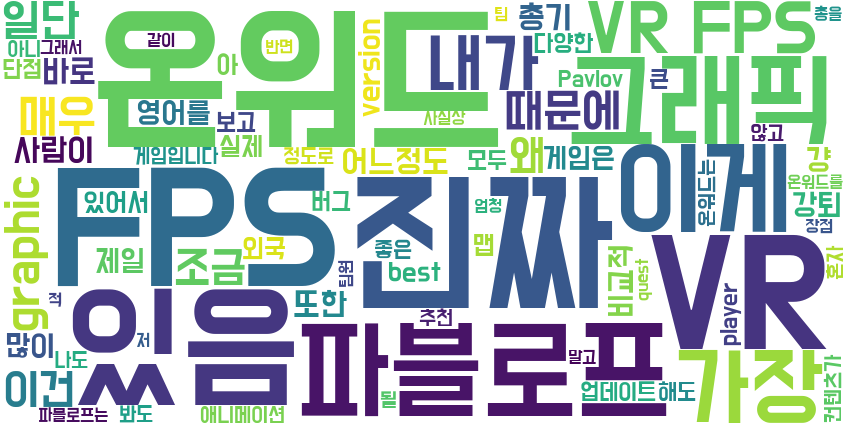 일단
온워드
같이
반면
팀
총기
다양한
VR FPS
총을
아니
그래서
단점
바로
아
version
내가
Pavlov
큰
그래픽
매우
영어를
보고
사실상
때문에
않고
사람이
실제
게임입니다
정도로
어느정도
모두
왜
게임은
걍
온워드를
graphic
FPS
진짜
이게
온워드는
강퇴
장점
있어서
버그
엄청
제일
조금
외국
좋은
맵
best
팀원
비교적
quest
VR
혼자
적
있음
또한
추천
player
많이
저
파블로프
나도
말고
가장
이건
될
업데이트
해도
컨텐츠가
파블로프는
봐도
애니메이션